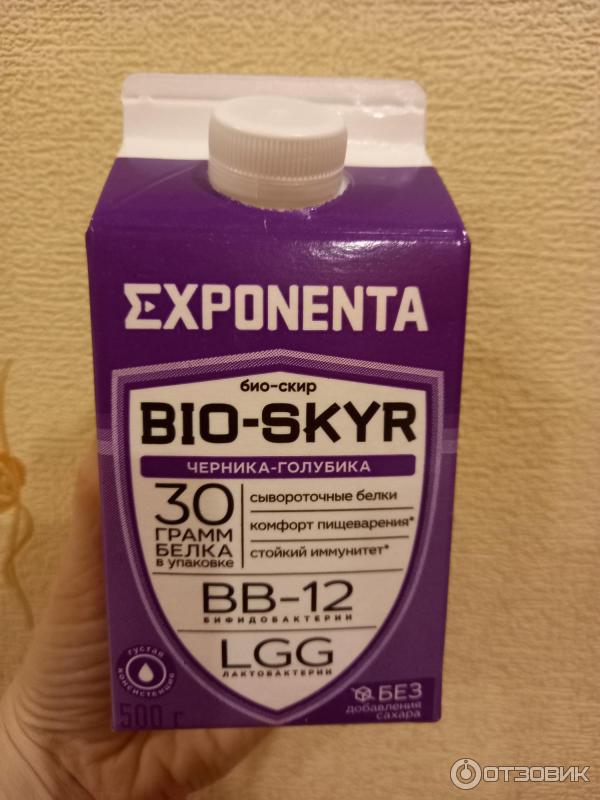 EXPONENTA
био-скир
BIO-SKYR
ЧЕРНИКА-ГОЛУБИКА
30
ГРАММ
БЕЛКА
в упаковке
сывороточные белки
комфорт пищеварения*
стойкий иммунитет*
BB-12
БИФИДОБАКТЕРИИ
LGG
ЛАКТОБАКТЕРИИ
густая
консистенция
500 г
БЕЗ
добавления
сахара
ОТЗОВИК